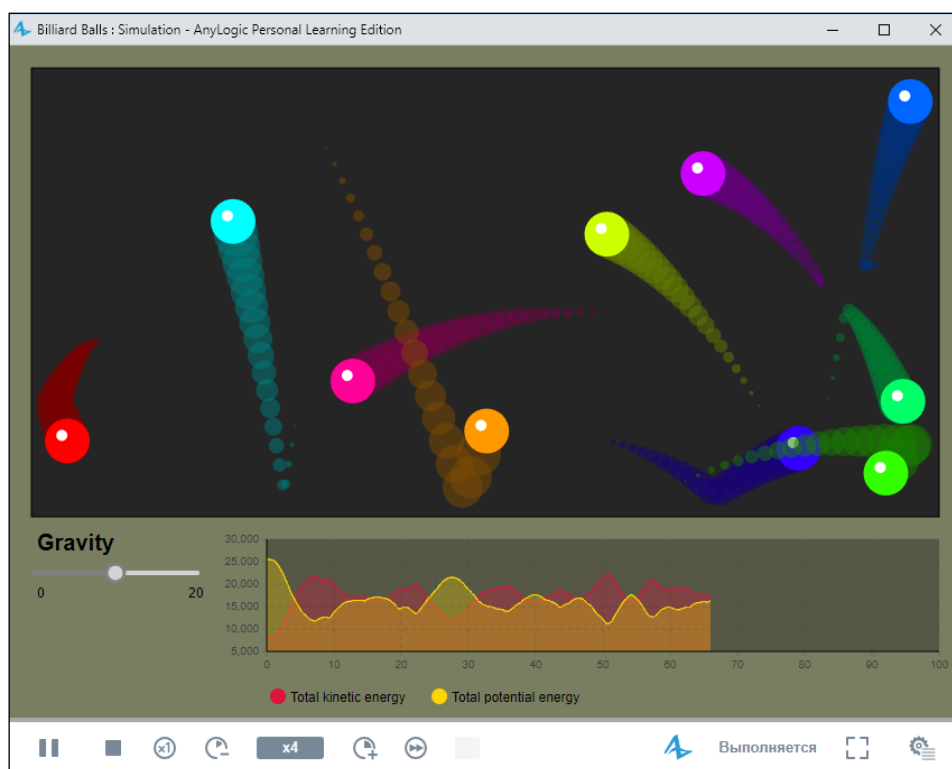 Billiard Balls : Simulation - AnyLogic Personal Learning Edition
Gravity
0 20
30,000
25,000
20,000
15,000
10,000
5,000
0 10 20 30 40 50 60 70 80 90 100
Total kinetic energy Total potential energy
x1 x4 Выполняется